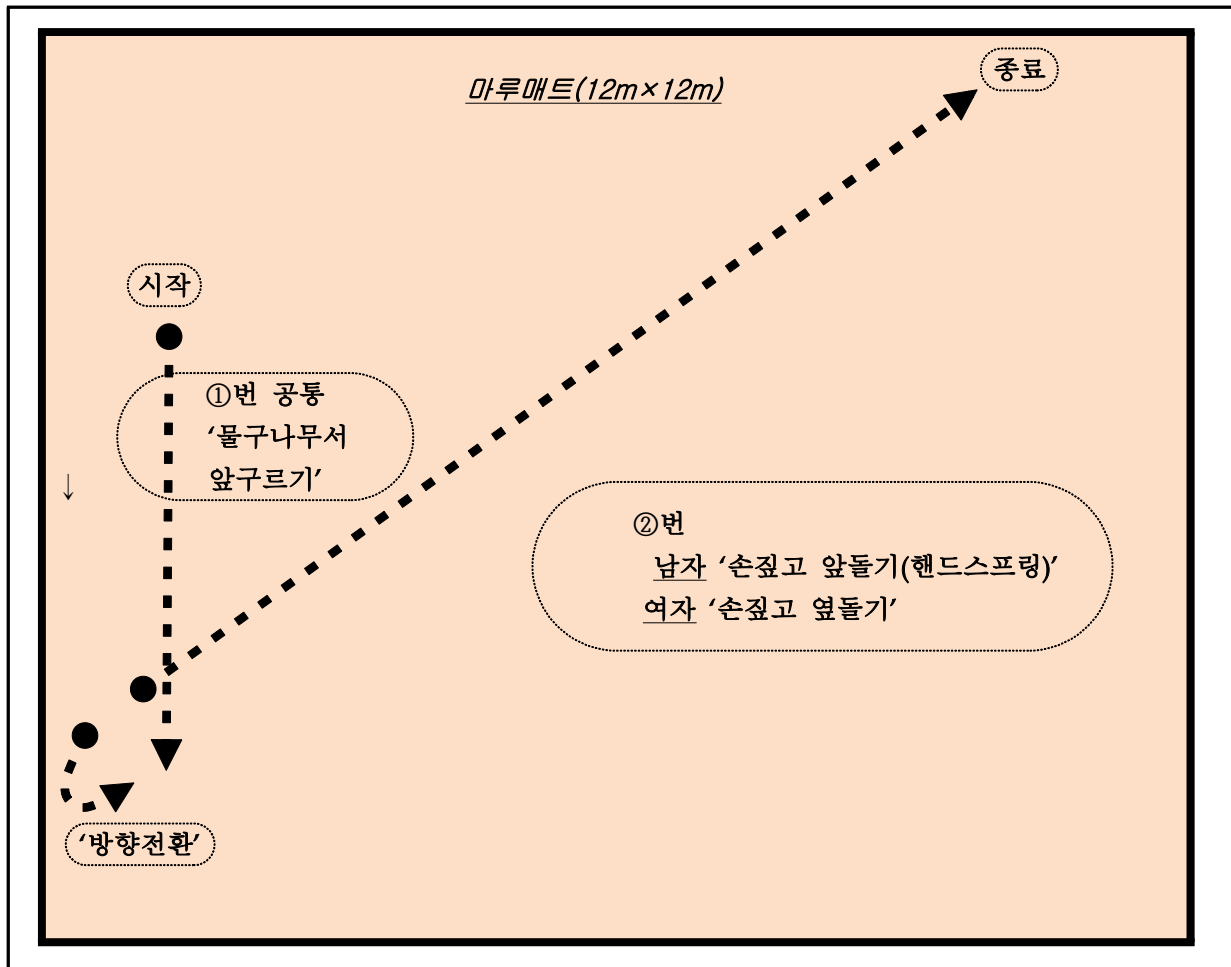 마루매트(12m×12m)
종료
시작
①번 공통
‘물구나무서
앞구르기’
↓
②번
남자 ‘손짚고 앞돌기(핸드스프링)’
여자 ‘손짚고 옆돌기’
‘방향전환’